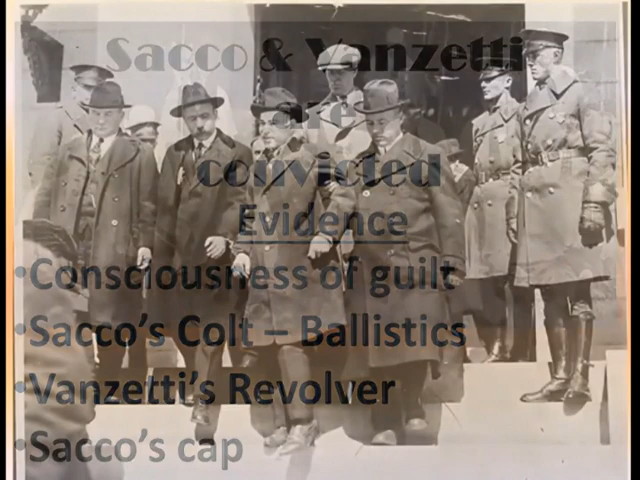 Sacco & Vanzetti
are
convicted
Evidence
•Consciousness of guilt
•Sacco's Colt – Ballistics
•Vanzetti's Revolver
•Sacco's cap